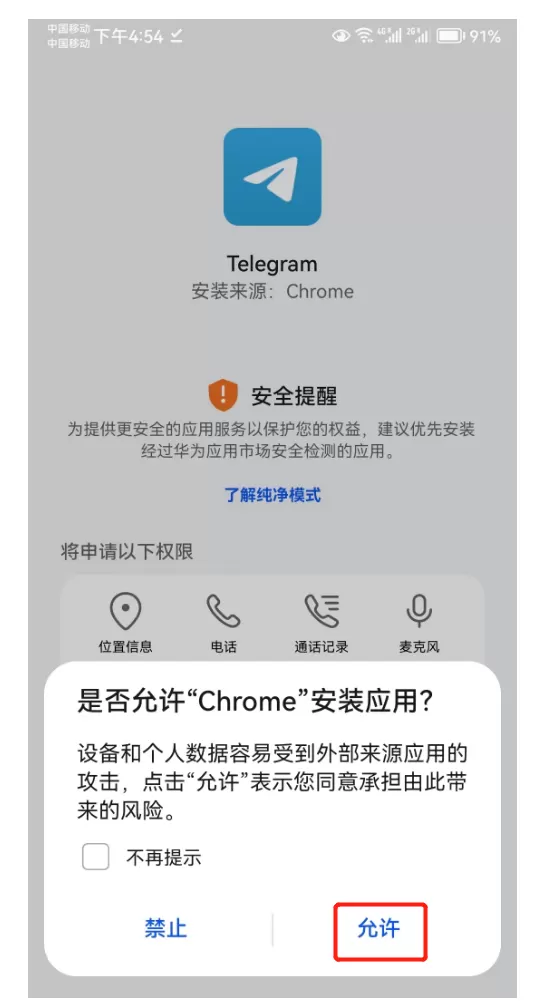 中国移动
中国移动
下午4:54
4G
2G
91%
Telegram
安装来源：Chrome
安全提醒
为提供更安全的应用服务以保护您的权益，建议优先安装
经过华为应用市场安全检测的应用。
了解纯净模式
将申请以下权限
位置信息 电话 通话记录 麦克风
是否允许“Chrome”安装应用？
设备和个人数据容易受到外部来源应用的
攻击，点击“允许”表示您同意承担由此带
来的风险。
不再提示
禁止 允许